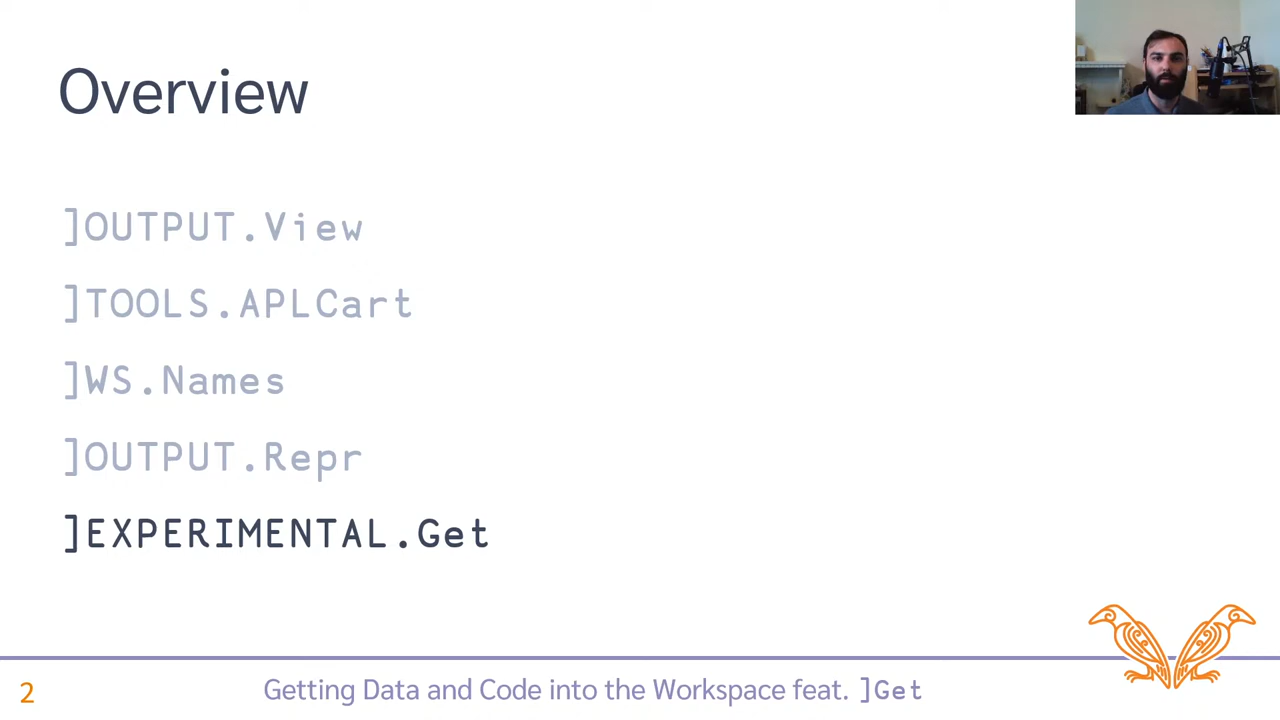 Overview
]OUTPUT.View
]TOOLS.APLCart
]WS.Names
]OUTPUT.Repr
]EXPERIMENTAL.Get
2
Getting Data and Code into the Workspace feat. ]Get